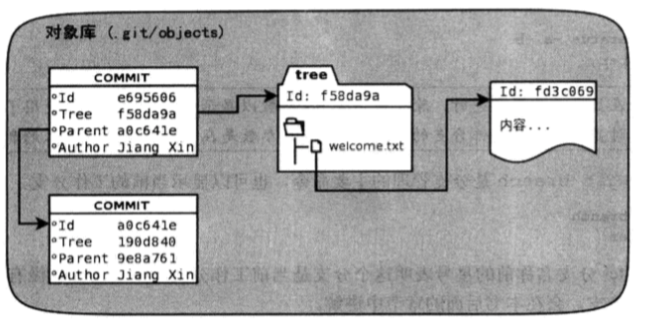 对象库 (.git/objects)
COMMIT
Id e695606
Tree f58da9a
Parent a0c641e
Author Jiang Xin
tree
Id: f58da9a
welcome.txt
Id: fd3c069
内容...
COMMIT
Id a0c641e
Tree 190d840
Parent 9e8a761
Author Jiang Xin